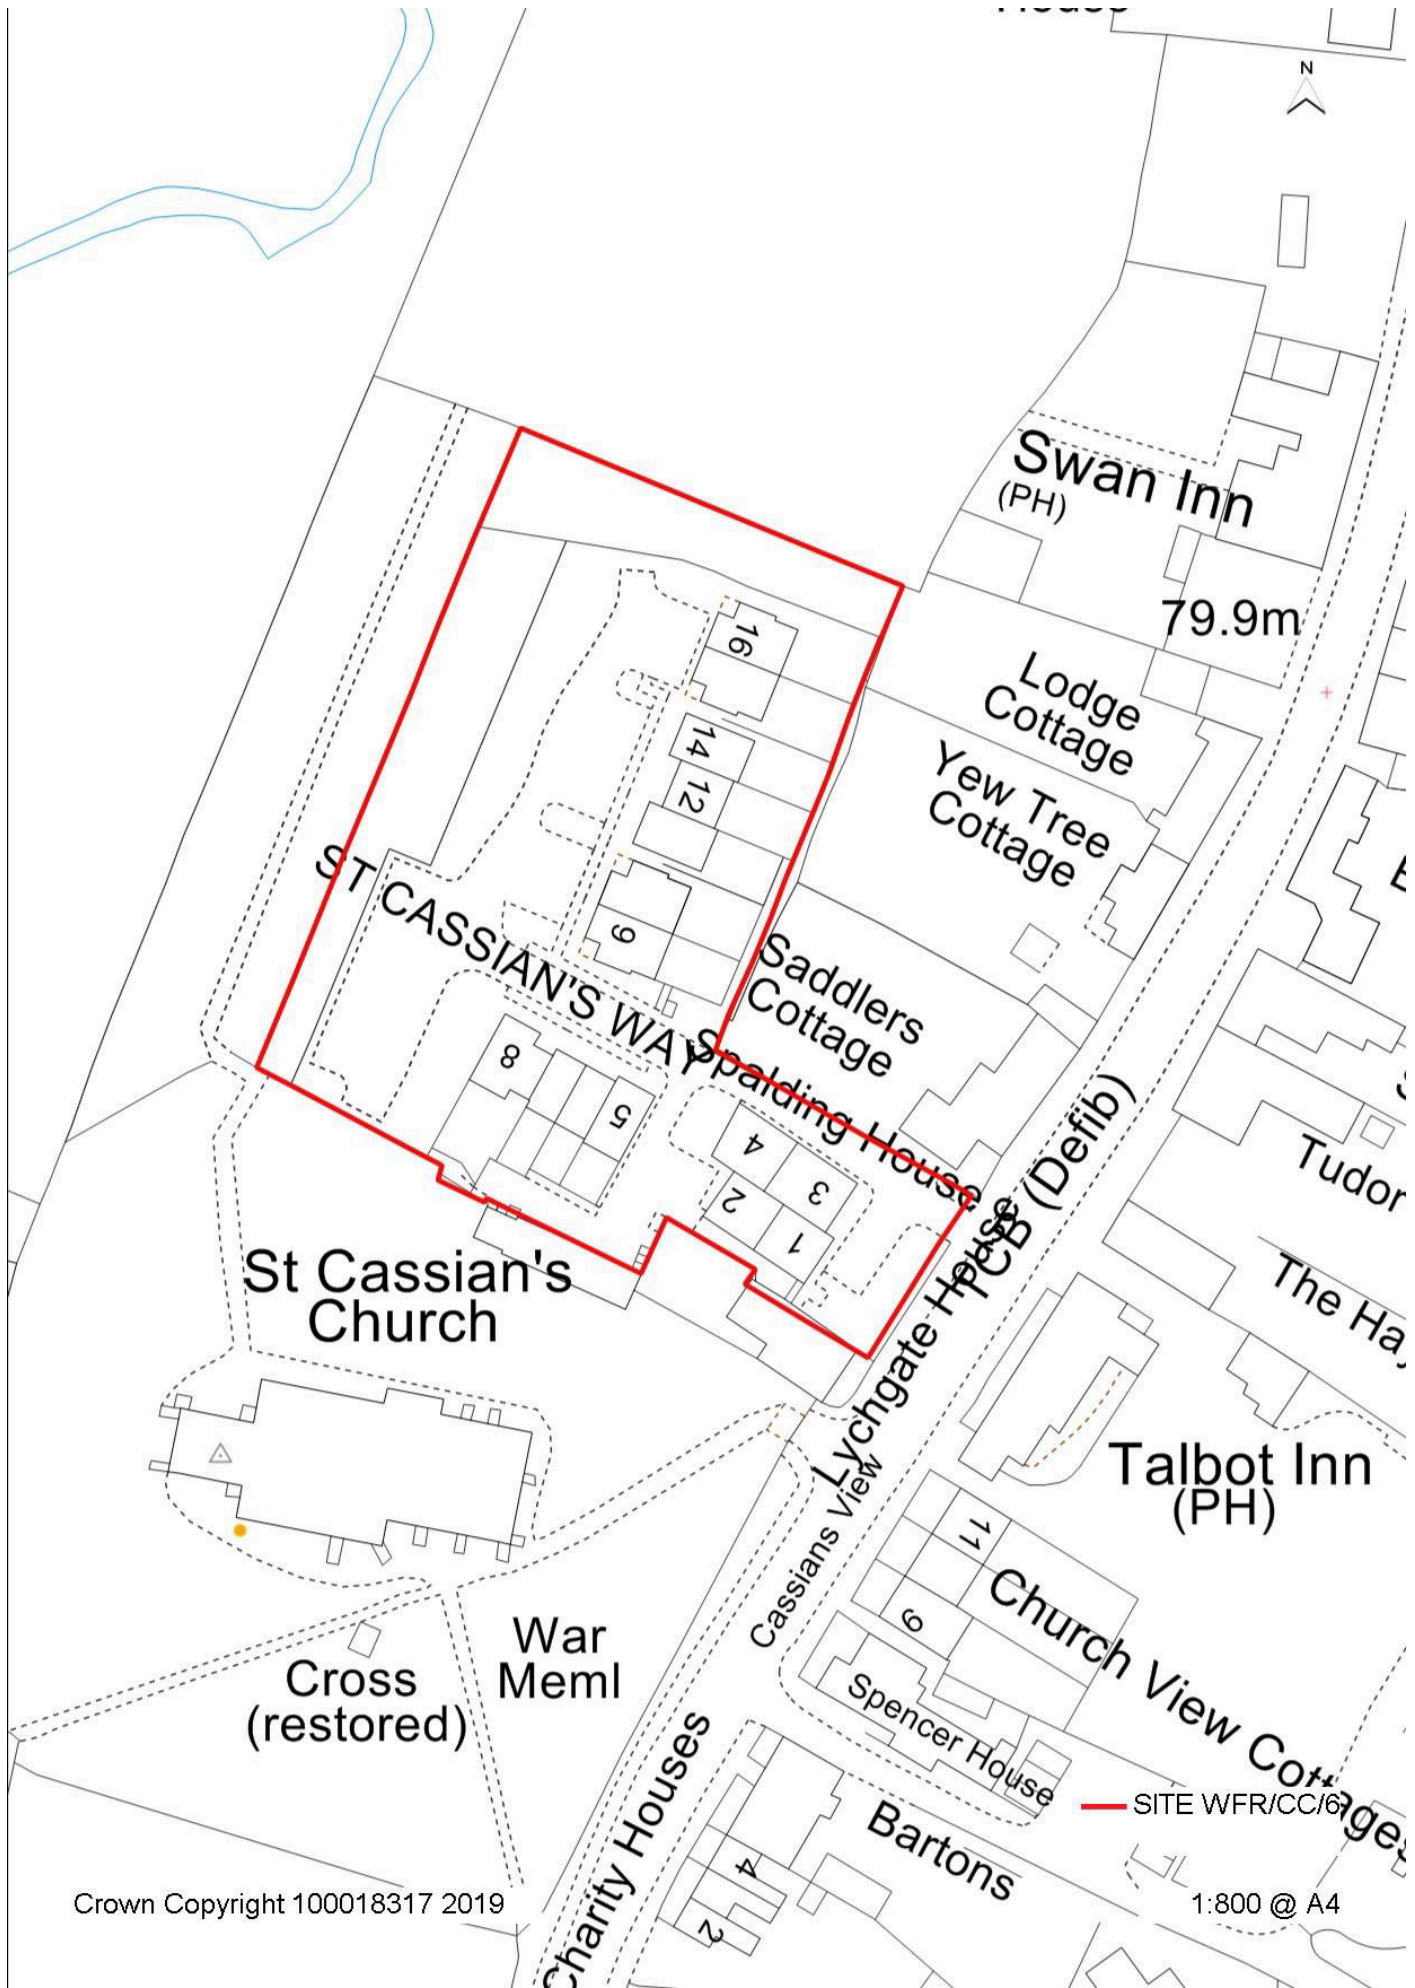 N
Swan Inn
(PH)
79.9m
16
Lodge
Cottage
14
12
Yew Tree
Cottage
ST CASSIAN'S WAY
9
Saddlers
Cottage
8
5
Spalding House
4
3
2
1
TCB (Defib)
Tudor
Lychgate House
St Cassian's
Church
The Hay
Talbot Inn
(PH)
Cassians View
11
9
Church View Cottages
War
Meml
Cross
(restored)
Spencer House
SITE WFR/CC/6
Bartons
Charity Houses
4
2
Crown Copyright 100018317 2019
1:800 @ A4